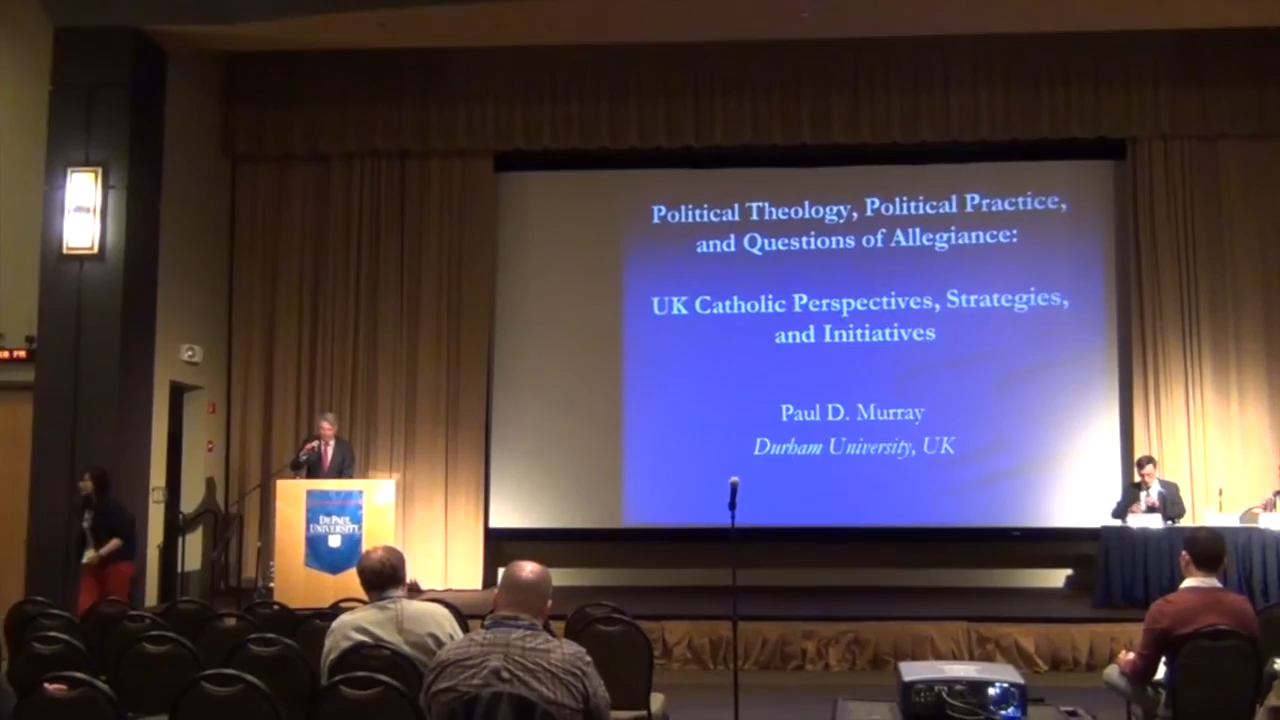 Political Theology, Political Practice,
and Questions of Allegiance:
UK Catholic Perspectives, Strategies,
and Initiatives
Paul D. Murray
Durham University, UK
DEPAUL
UNIVERSITY